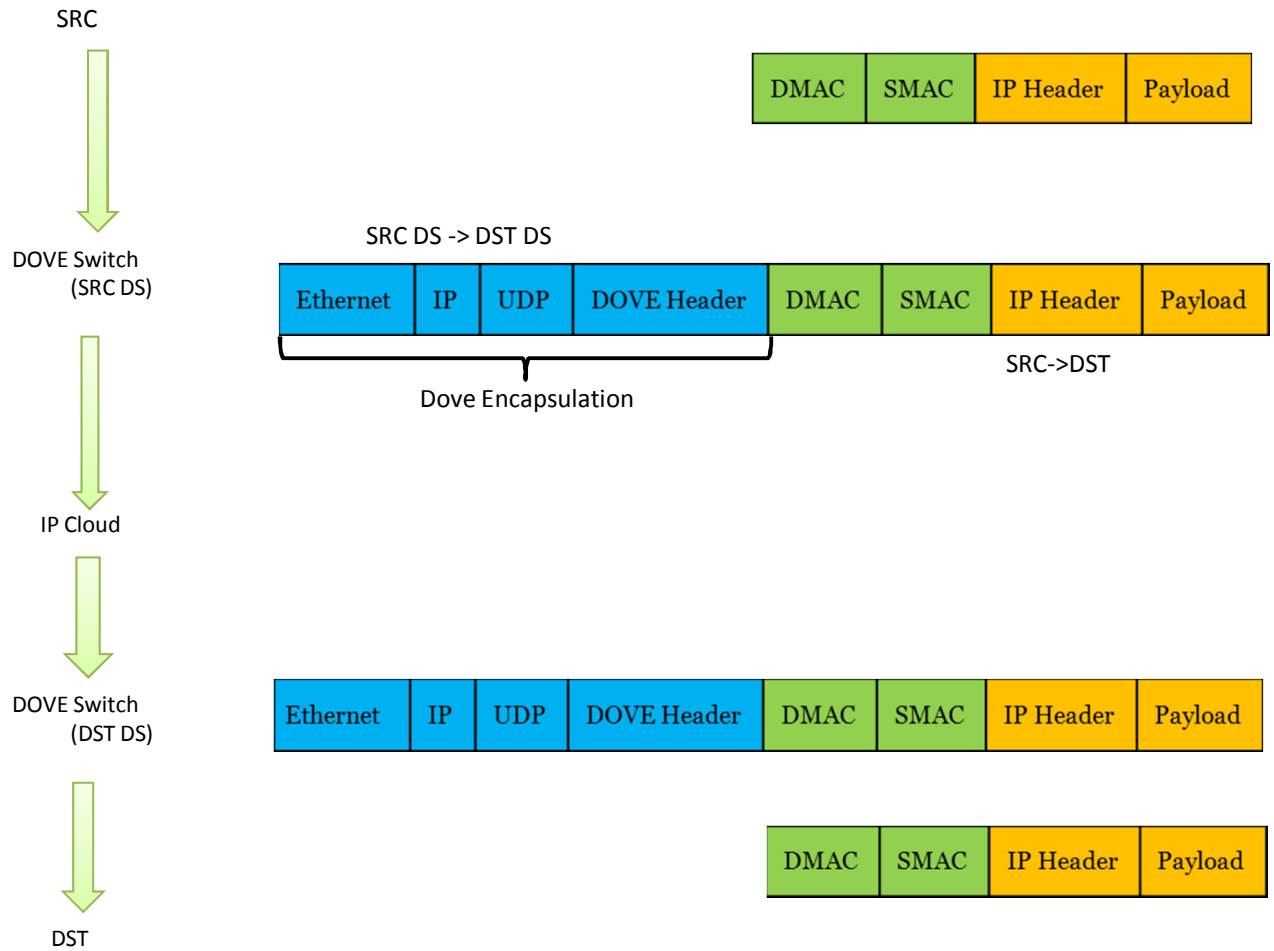 SRC
DMAC SMAC IP Header Payload
SRC DS -> DST DS
DOVE Switch
(SRC DS)
Ethernet IP UDP DOVE Header DMAC SMAC IP Header Payload
SRC->DST
Dove Encapsulation
IP Cloud
DOVE Switch
(DST DS)
Ethernet IP UDP DOVE Header DMAC SMAC IP Header Payload
DMAC SMAC IP Header Payload
DST